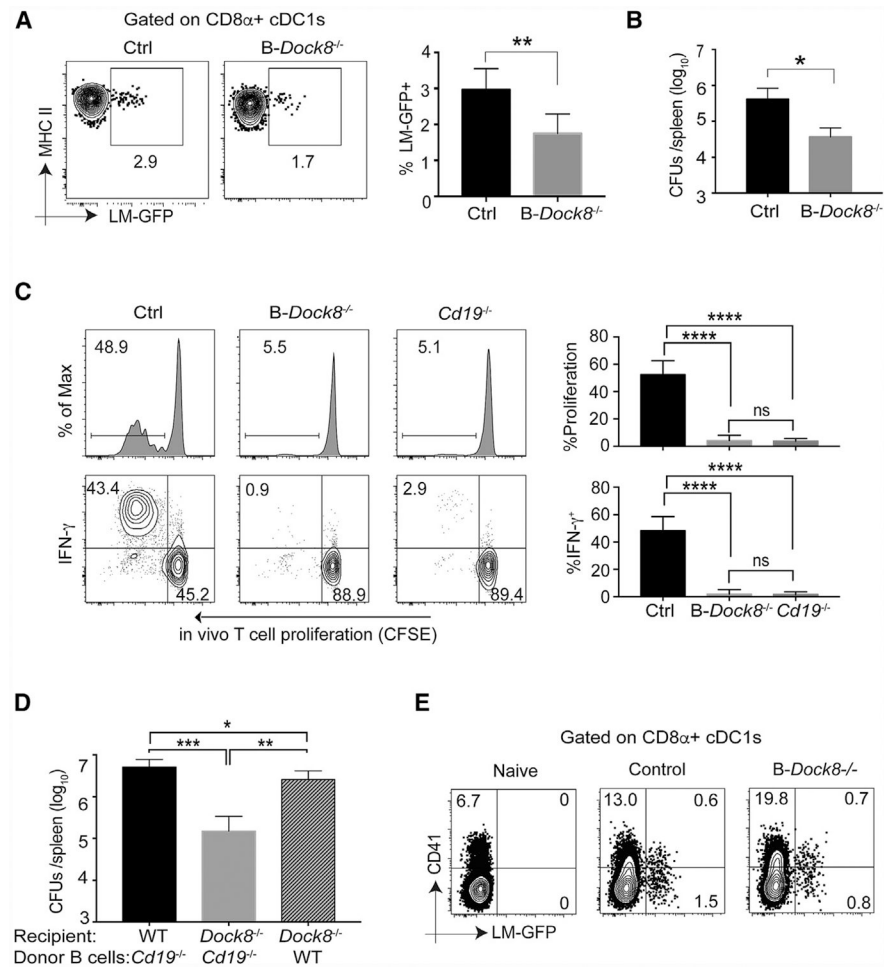 A
Gated on CD8α+ cDC1s
Ctrl
B-Dock8-/-
MHC II
2.9
1.7
LM-GFP
% LM-GFP+
4
3
2
1
0
**
Ctrl
B-Dock8-/-
B
CFUs /spleen (log10)
7
6
5
4
3
*
Ctrl
B-Dock8-/-
C
Ctrl
B-Dock8-/-
Cd19-/-
% of Max
48.9
5.5
5.1
IFN-γ
43.4
45.2
0.9
88.9
2.9
89.4
in vivo T cell proliferation (CFSE)
%Proliferation
80
60
40
20
0
****
****
ns
%IFN-γ+
80
60
40
20
0
****
****
ns
Ctrl
B-Dock8-/-
Cd19-/-
D
CFUs /spleen (log10)
7
6
5
4
3
*
***
**
Recipient: WT Dock8-/- Dock8-/-
Donor B cells: Cd19-/- Cd19-/- WT
E
Gated on CD8α+ cDC1s
Naive
Control
B-Dock8-/-
CD41
6.7
0
0
13.0
0.6
1.5
19.8
0.7
0.8
LM-GFP